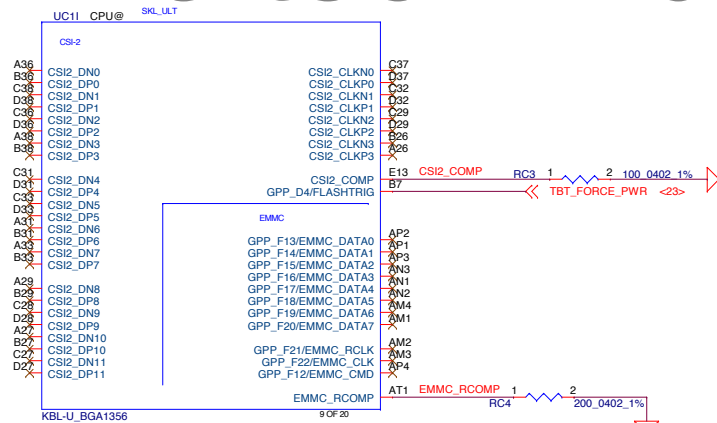 UC1I CPU@ SKL_ULT
CSI-2
A36 CSI2_DN0 CSI2_CLKN0 C37
B36 CSI2_DP0 CSI2_CLKP0 D37
C38 CSI2_DN1 CSI2_CLKN1 C32
D38 CSI2_DP1 CSI2_CLKP1 D32
C36 CSI2_DN2 CSI2_CLKN2 C29
D36 CSI2_DP2 CSI2_CLKP2 D29
A38 CSI2_DN3 CSI2_CLKN3 B26
B38 CSI2_DP3 CSI2_CLKP3 A26
C31 CSI2_DN4 CSI2_COMP E13 CSI2_COMP RC3 1 2 100_0402_1%
D31 CSI2_DP4 GPP_D4/FLASHTRIG B7 TBT_FORCE_PWR <23>
C33 CSI2_DN5
D33 CSI2_DP5
A31 CSI2_DN6 EMMC
B31 CSI2_DP6 GPP_F13/EMMC_DATA0 AP2
A33 CSI2_DN7 GPP_F14/EMMC_DATA1 AP1
B33 CSI2_DP7 GPP_F15/EMMC_DATA2 AP3
GPP_F16/EMMC_DATA3 AN3
A29 CSI2_DN8 GPP_F17/EMMC_DATA4 AN1
B29 CSI2_DP8 GPP_F18/EMMC_DATA5 AN2
C28 CSI2_DN9 GPP_F19/EMMC_DATA6 AM4
D28 CSI2_DP9 GPP_F20/EMMC_DATA7 AM1
A27 CSI2_DN10
B27 CSI2_DP10 GPP_F21/EMMC_RCLK AM2
C27 CSI2_DN11 GPP_F22/EMMC_CLK AM3
D27 CSI2_DP11 GPP_F12/EMMC_CMD AP4
EMMC_RCOMP AT1 EMMC_RCOMP 1 2
RC4 200_0402_1%
KBL-U_BGA1356 9 OF 20